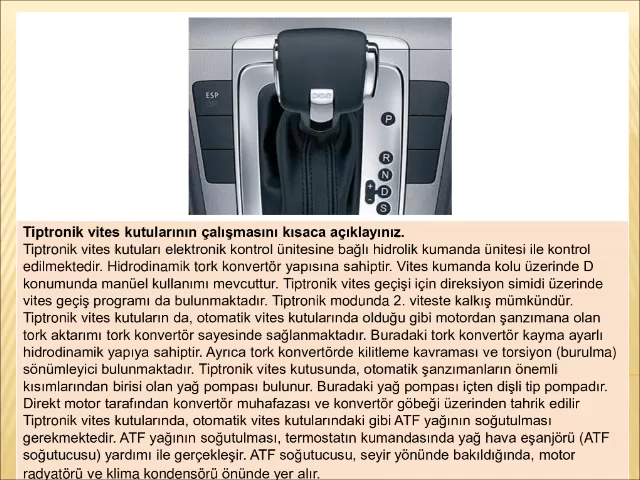 ESP
P
R
N
+
D
-
S
Tiptronik vites kutularının çalışmasını kısaca açıklayınız.
Tiptronik vites kutuları elektronik kontrol ünitesine bağlı hidrolik kumanda ünitesi ile kontrol
edilmektedir. Hidrodinamik tork konvertör yapısına sahiptir. Vites kumanda kolu üzerinde D
konumunda manüel kullanımı mevcuttur. Tiptronik vites geçişi için direksiyon simidi üzerinde
vites geçiş programı da bulunmaktadır. Tiptronik modunda 2. viteste kalkış mümkündür.
Tiptronik vites kutuların da, otomatik vites kutularında olduğu gibi motordan şanzımana olan
tork aktarımı tork konvertör sayesinde sağlanmaktadır. Buradaki tork konvertör kayma ayarlı
hidrodinamik yapıya sahiptir. Ayrıca tork konvertörde kilitleme kavraması ve torsiyon (burulma)
sönümleyici bulunmaktadır. Tiptronik vites kutusunda, otomatik şanzımanların önemli
kısımlarından birisi olan yağ pompası bulunur. Buradaki yağ pompası içten dişli tip pompadır.
Direkt motor tarafından konvertör muhafazası ve konvertör göbeği üzerinden tahrik edilir
Tiptronik vites kutularında, otomatik vites kutularındaki gibi ATF yağının soğutulması
gerekmektedir. ATF yağının soğutulması, termostatın kumandasında yağ hava eşanjörü (ATF
soğutucusu) yardımı ile gerçekleşir. ATF soğutucusu, seyir yönünde bakıldığında, motor
radyatörü ve klima kondensörü önünde yer alır.